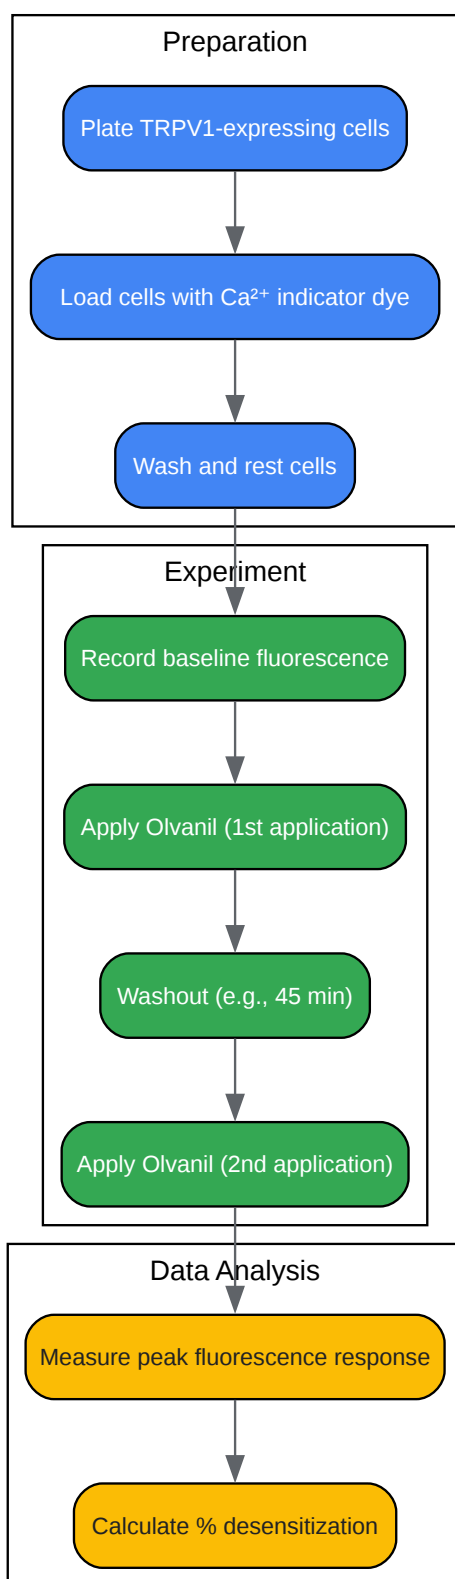 Preparation
Plate TRPV1-expressing cells
Load cells with Ca²⁺ indicator dye
Wash and rest cells
Experiment
Record baseline fluorescence
Apply Olvanil (1st application)
Washout (e.g., 45 min)
Apply Olvanil (2nd application)
Data Analysis
Measure peak fluorescence response
Calculate % desensitization